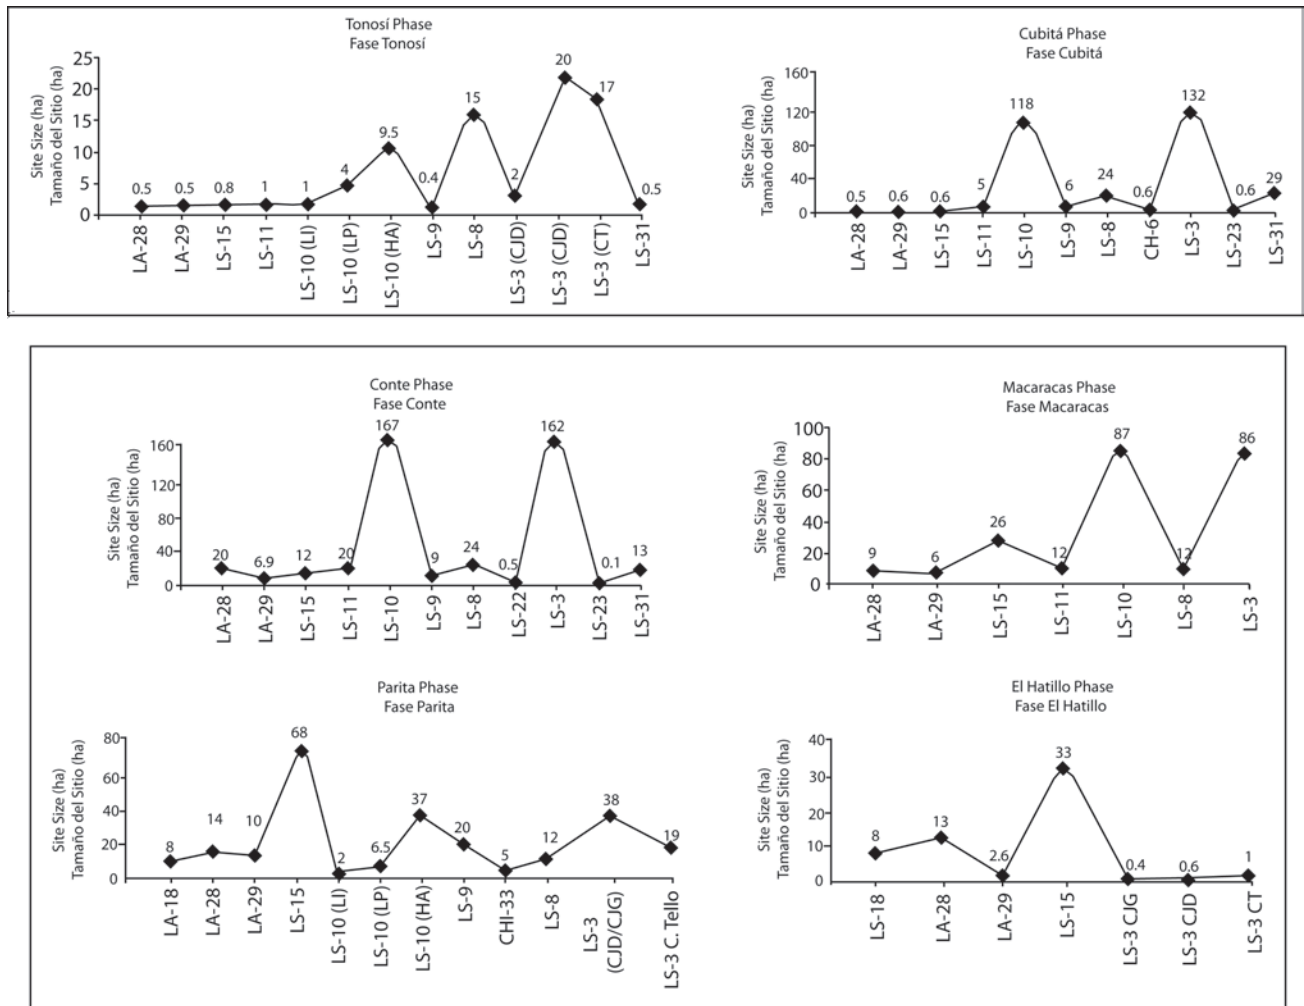 Tonosí Phase
Fase Tonosí
Site Size (ha)
Tamaño del Sitio (ha)
25
20
15
10
5
0
0.5
0.5
0.8
1
1
4
9.5
0.4
15
2
20
17
0.5
LA-28
LA-29
LS-15
LS-11
LS-10 (LI)
LS-10 (LP)
LS-10 (HA)
LS-9
LS-8
LS-3 (CJD)
LS-3 (CJD)
LS-3 (CT)
LS-31
Cubitá Phase
Fase Cubitá
Site Size (ha)
Tamaño del Sitio (ha)
160
120
80
40
0
0.5
0.6
0.6
5
118
6
24
0.6
132
0.6
29
LA-28
LA-29
LS-15
LS-11
LS-10
LS-9
LS-8
CH-6
LS-3
LS-23
LS-31
Conte Phase
Fase Conte
Site Size (ha)
Tamaño del Sitio (ha)
160
120
80
40
0
20
6.9
12
20
167
9
24
0.5
162
0.1
13
LA-28
LA-29
LS-15
LS-11
LS-10
LS-9
LS-8
LS-22
LS-3
LS-23
LS-31
Macaracas Phase
Fase Macaracas
Site Size (ha)
Tamaño del Sitio (ha)
100
80
60
40
20
0
9
6
26
12
87
12
86
LA-28
LA-29
LS-15
LS-11
LS-10
LS-8
LS-3
Parita Phase
Fase Parita
Site Size (ha)
Tamaño del Sitio (ha)
80
60
40
20
0
8
14
10
68
2
6.5
37
20
5
12
38
19
LA-18
LA-28
LA-29
LS-15
LS-10 (LI)
LS-10 (LP)
LS-10 (HA)
LS-9
CHI-33
LS-8
LS-3
(CJD/CJG)
LS-3 C. Tello
El Hatillo Phase
Fase El Hatillo
Site Size (ha)
Tamaño del Sitio (ha)
40
30
20
10
0
8
13
2.6
33
0.4
0.6
1
LS-18
LA-28
LA-29
LS-15
LS-3 CJG
LS-3 CJD
LS-3 CT